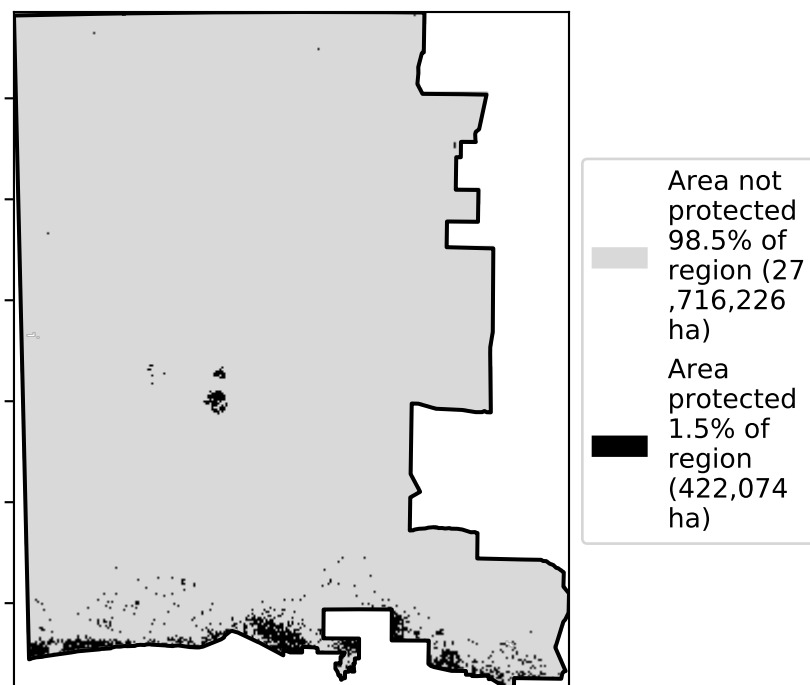 Area not
protected
98.5% of
region (27
,716,226
ha)
Area
protected
1.5% of
region
(422,074
ha)